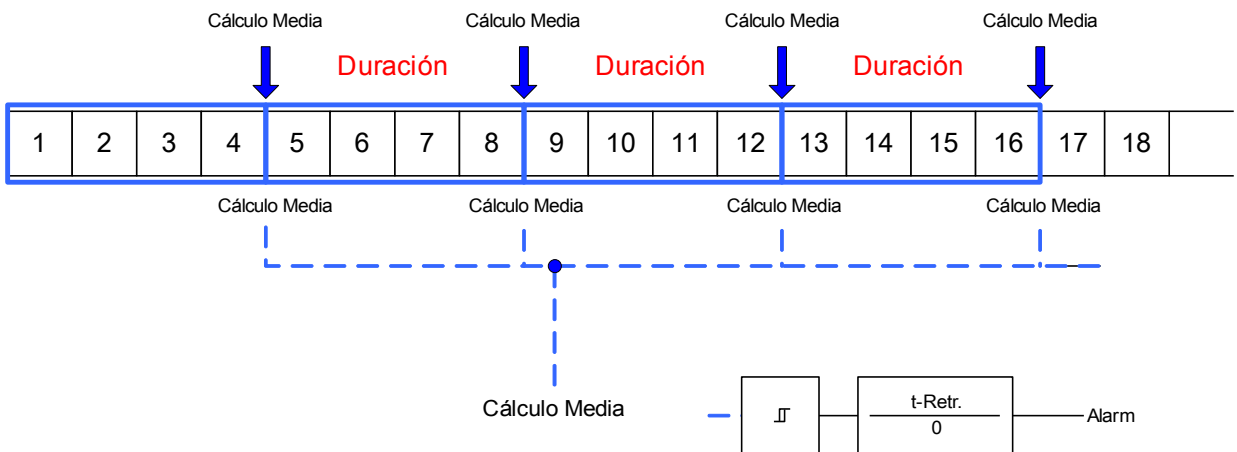 Cálculo Media Cálculo Media Cálculo Media Cálculo Media
Duración Duración Duración
1 2 3 4 5 6 7 8 9 10 11 12 13 14 15 16 17 18
Cálculo Media Cálculo Media Cálculo Media Cálculo Media
Cálculo Media
t-Retr.
0
Alarm